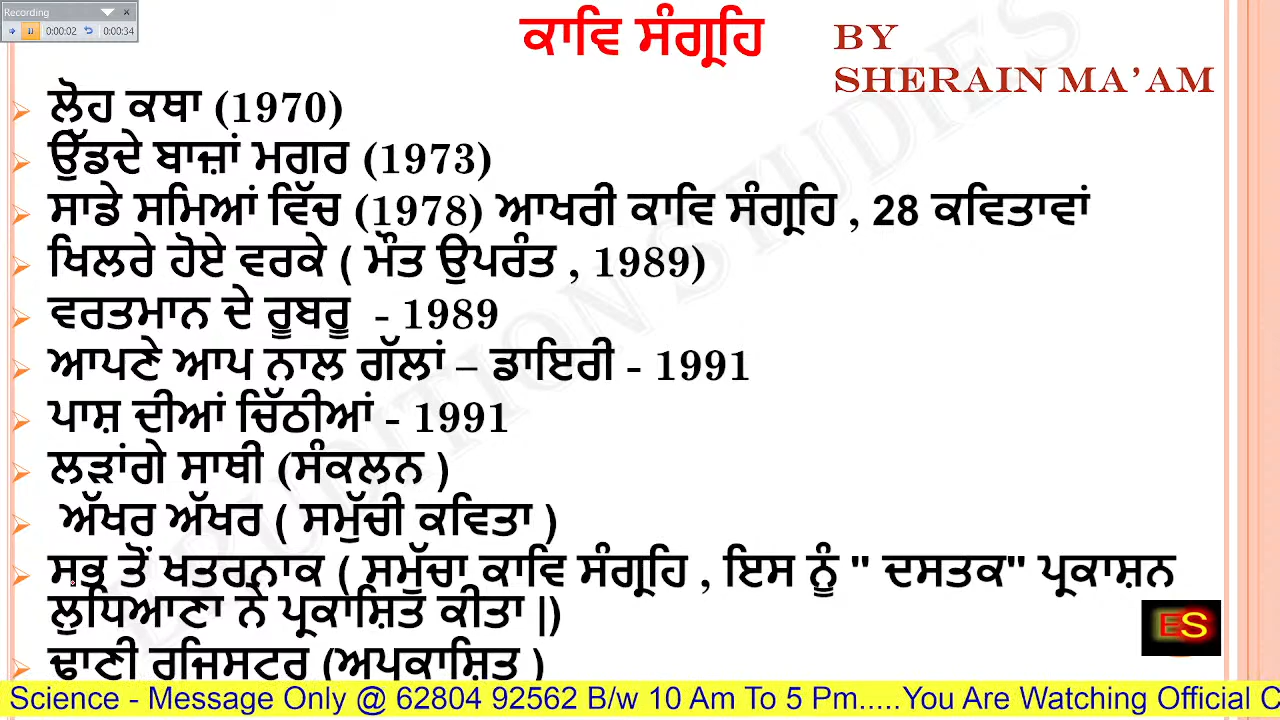 Recording
0:00:02 0:00:34
ਕਾਵਿ ਸੰਗ੍ਰਹਿ
BY
SHERAIN MA'AM
ਲੋਹ ਕਥਾ (1970)
ਉੱਡਦੇ ਬਾਜ਼ਾਂ ਮਗਰ (1973)
ਸਾਡੇ ਸਮਿਆਂ ਵਿੱਚ (1978) ਆਖਰੀ ਕਾਵਿ ਸੰਗ੍ਰਹਿ , 28 ਕਵਿਤਾਵਾਂ
ਖਿਲਰੇ ਹੋਏ ਵਰਕੇ ( ਮੌਤ ਉਪਰੰਤ , 1989)
ਵਰਤਮਾਨ ਦੇ ਰੂਬਰੂ - 1989
ਆਪਣੇ ਆਪ ਨਾਲ ਗੱਲਾਂ – ਡਾਇਰੀ - 1991
ਪਾਸ਼ ਦੀਆਂ ਚਿੱਠੀਆਂ - 1991
ਲੜਾਂਗੇ ਸਾਥੀ (ਸੰਕਲਨ )
ਅੱਖਰ ਅੱਖਰ ( ਸਮੁੱਚੀ ਕਵਿਤਾ )
ਸਭ ਤੋਂ ਖਤਰਨਾਕ ( ਸਮੁੱਚਾ ਕਾਵਿ ਸੰਗ੍ਰਹਿ , ਇਸ ਨੂੰ " ਦਸਤਕ" ਪ੍ਰਕਾਸ਼ਨ
ਲੁਧਿਆਣਾ ਨੇ ਪ੍ਰਕਾਸ਼ਿਤ ਕੀਤਾ |)
ਢਾਣੀ ਰਜਿਸਟਰ (ਅਪਕਾਸ਼ਿਤ )
ES
Science - Message Only @ 62804 92562 B/w 10 Am To 5 Pm.....You Are Watching Official C